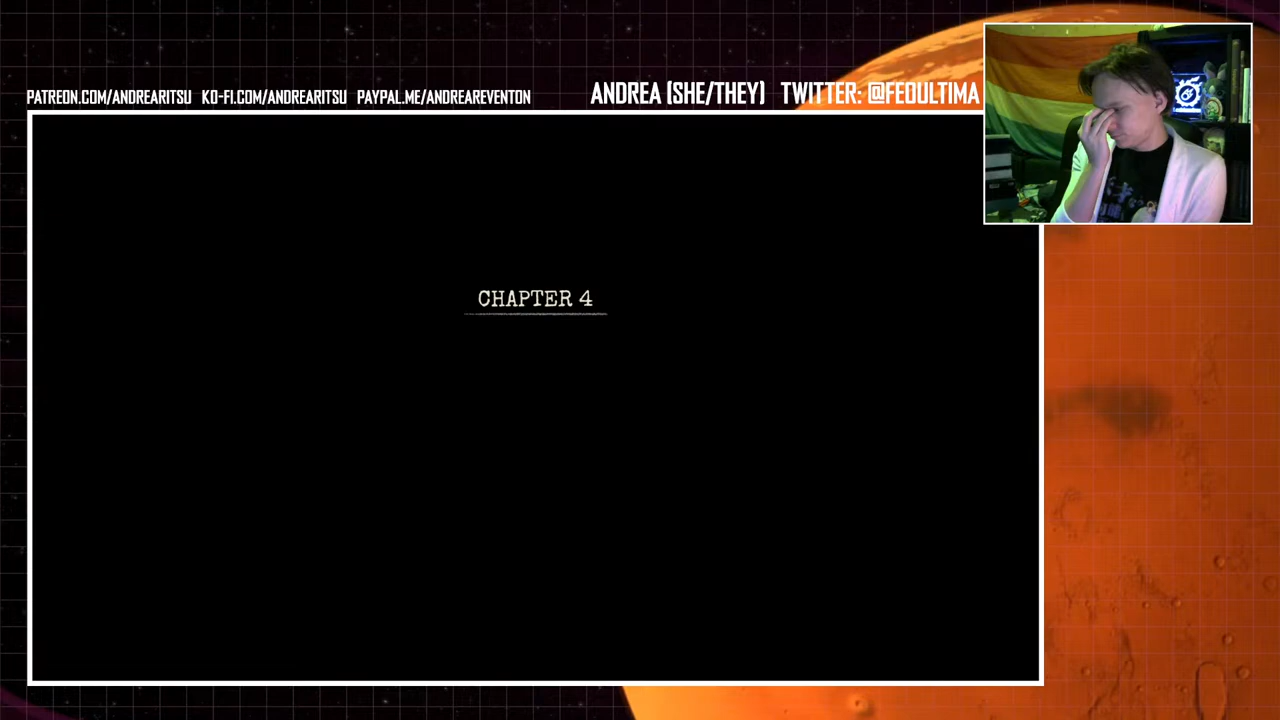 PATREON.COM/ANDREARITSU KO-FI.COM/ANDREARITSU PAYPAL.ME/ANDREAREVENTON
ANDREA (SHE/THEY) TWITTER: @FEOULTIMA
CHAPTER 4